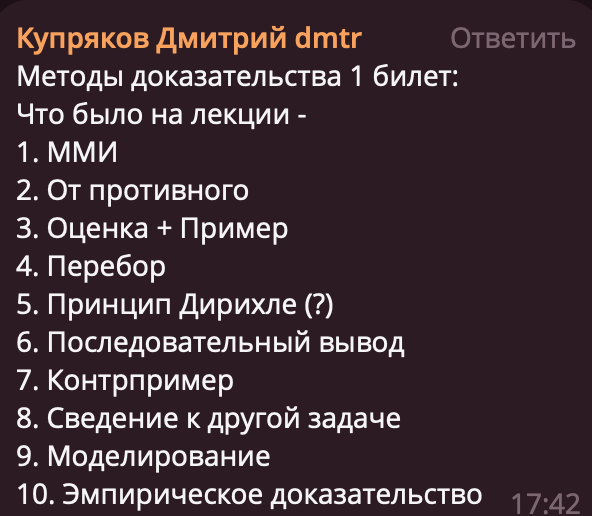 Купряков Дмитрий dmtr Ответить
Методы доказательства 1 билет:
Что было на лекции -
1. ММИ
2. От противного
3. Оценка + Пример
4. Перебор
5. Принцип Дирихле (?)
6. Последовательный вывод
7. Контрпример
8. Сведение к другой задаче
9. Моделирование
10. Эмпирическое доказательство 17:42